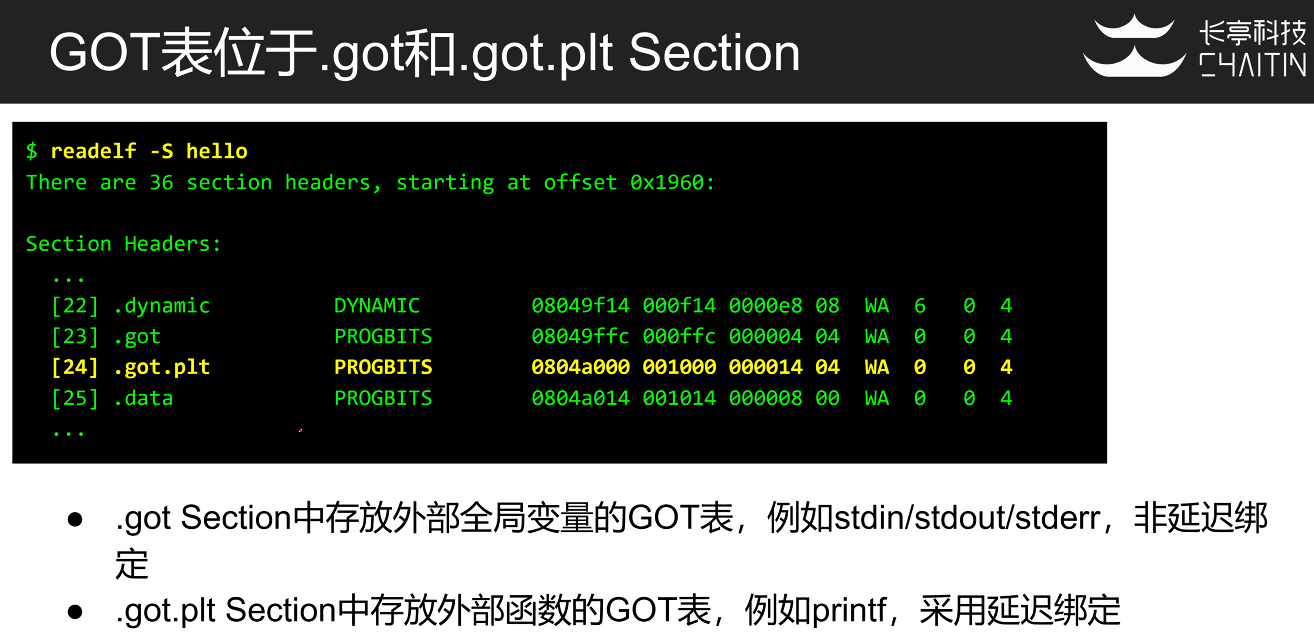 GOT表位于.got和.got.plt Section
长亭科技
CHAITIN
$ readelf -S hello
There are 36 section headers, starting at offset 0x1960:
Section Headers:
...
[22] .dynamic DYNAMIC 08049f14 000f14 0000e8 08 WA 6 0 4
[23] .got PROGBITS 08049ffc 000ffc 000004 04 WA 0 0 4
[24] .got.plt PROGBITS 0804a000 001000 000014 04 WA 0 0 4
[25] .data PROGBITS 0804a014 001014 000008 00 WA 0 0 4
...
● .got Section中存放外部全局变量的GOT表，例如stdin/stdout/stderr，非延迟绑
定
● .got.plt Section中存放外部函数的GOT表，例如printf，采用延迟绑定